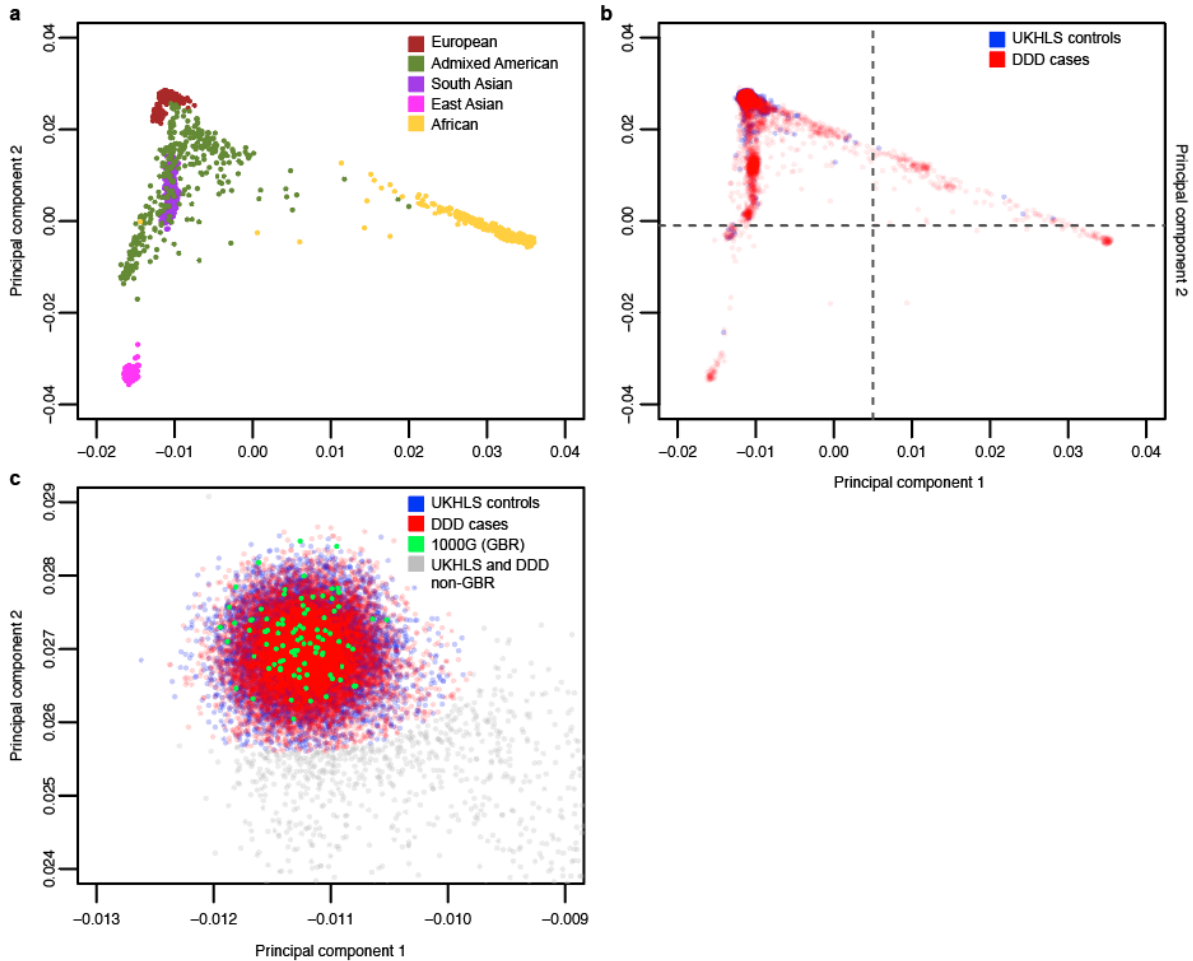 a
European
Admixed American
South Asian
East Asian
African
Principal component 2
0.04
0.02
0.00
−0.02
−0.04
−0.02
−0.01
0.00
0.01
0.02
0.03
0.04
b
UKHLS controls
DDD cases
0.04
0.02
0.00
−0.02
−0.04
−0.02
−0.01
0.00
0.01
0.02
0.03
0.04
Principal component 1
Principal component 2
c
UKHLS controls
DDD cases
1000G (GBR)
UKHLS and DDD
non-GBR
Principal component 2
0.029
0.028
0.027
0.026
0.025
0.024
−0.013
−0.012
−0.011
−0.010
−0.009
Principal component 1